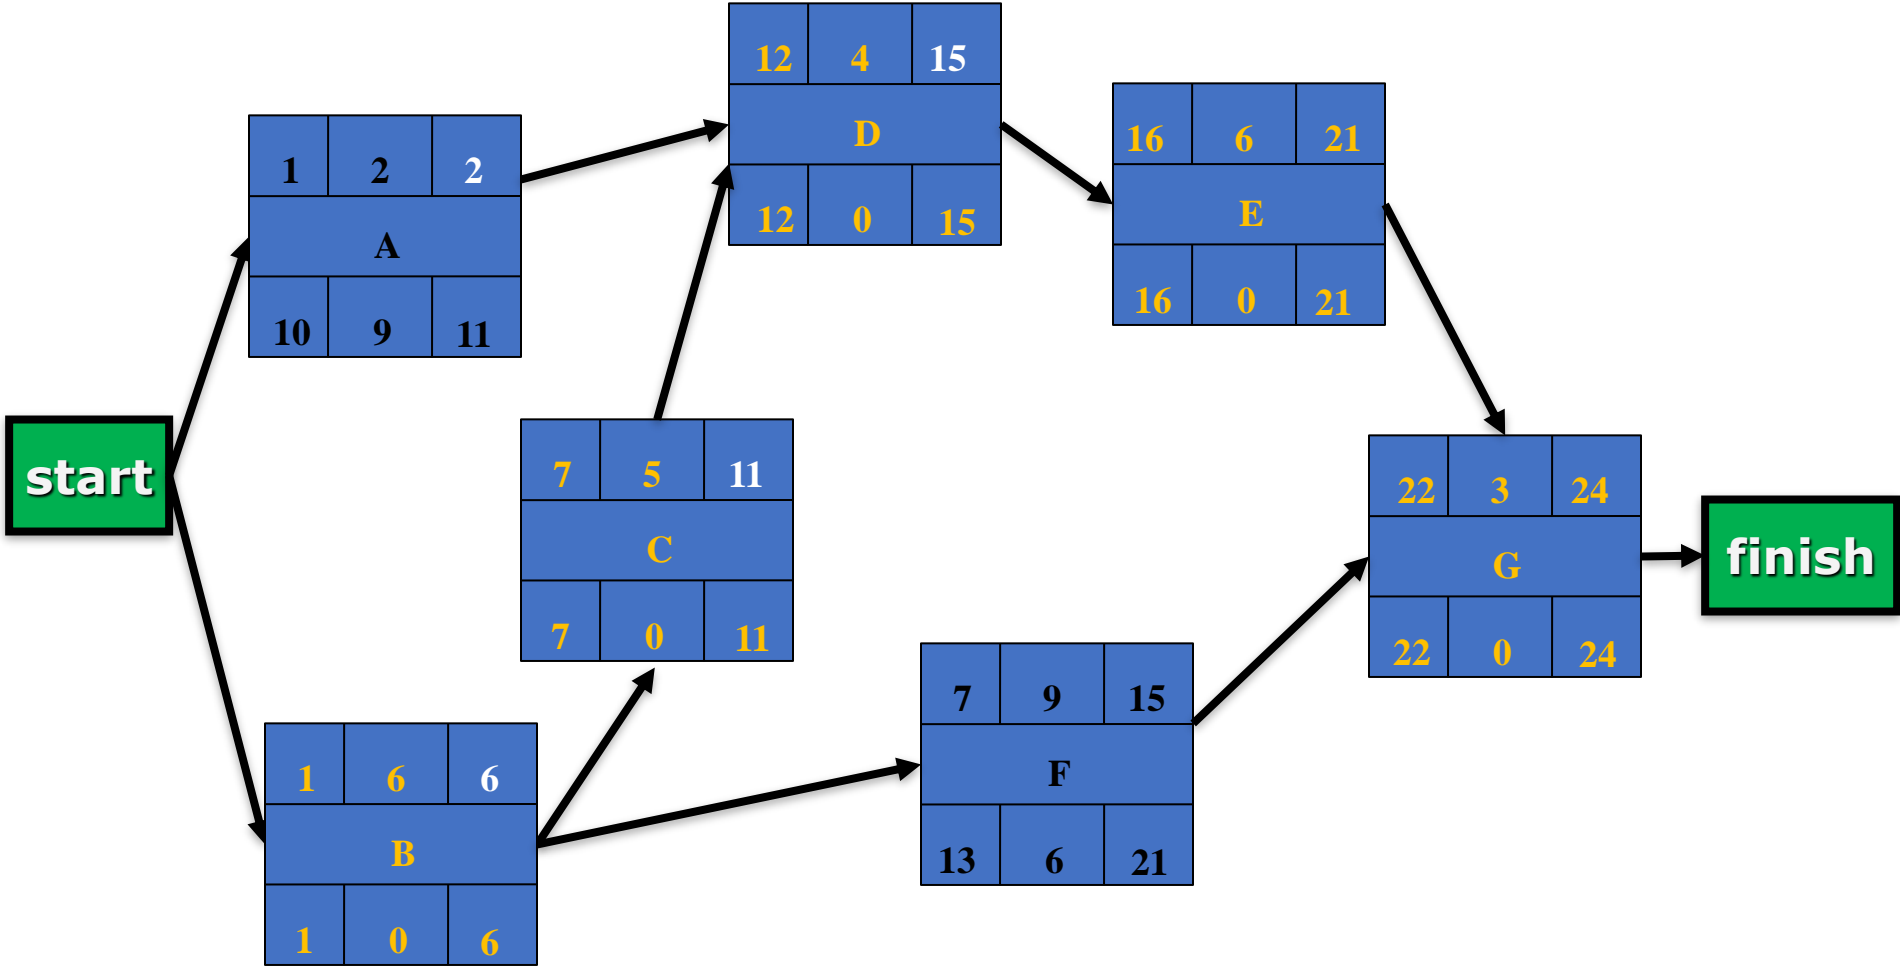 start
1 2 2
A
10 9 11
1 6 6
B
1 0 6
7 5 11
C
7 0 11
12 4 15
D
12 0 15
16 6 21
E
16 0 21
7 9 15
F
13 6 21
22 3 24
G
22 0 24
finish